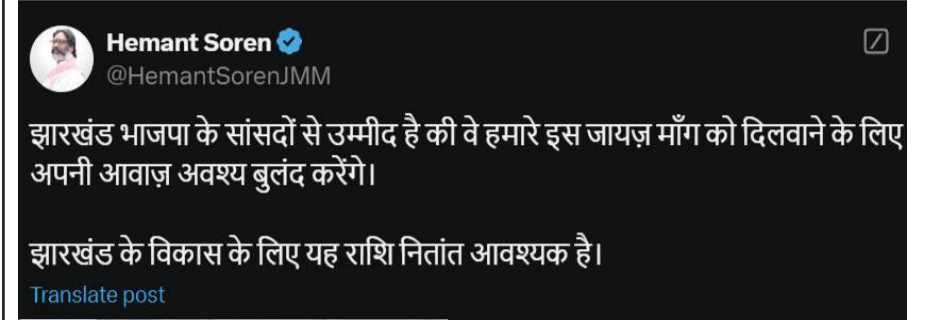 Hemant Soren
@HemantSorenJMM
झारखंड भाजपा के सांसदों से उम्मीद है की वे हमारे इस जायज़ माँग को दिलवाने के लिए
अपनी आवाज़ अवश्य बुलंद करेंगे।
झारखंड के विकास के लिए यह राशि नितांत आवश्यक है।
Translate post